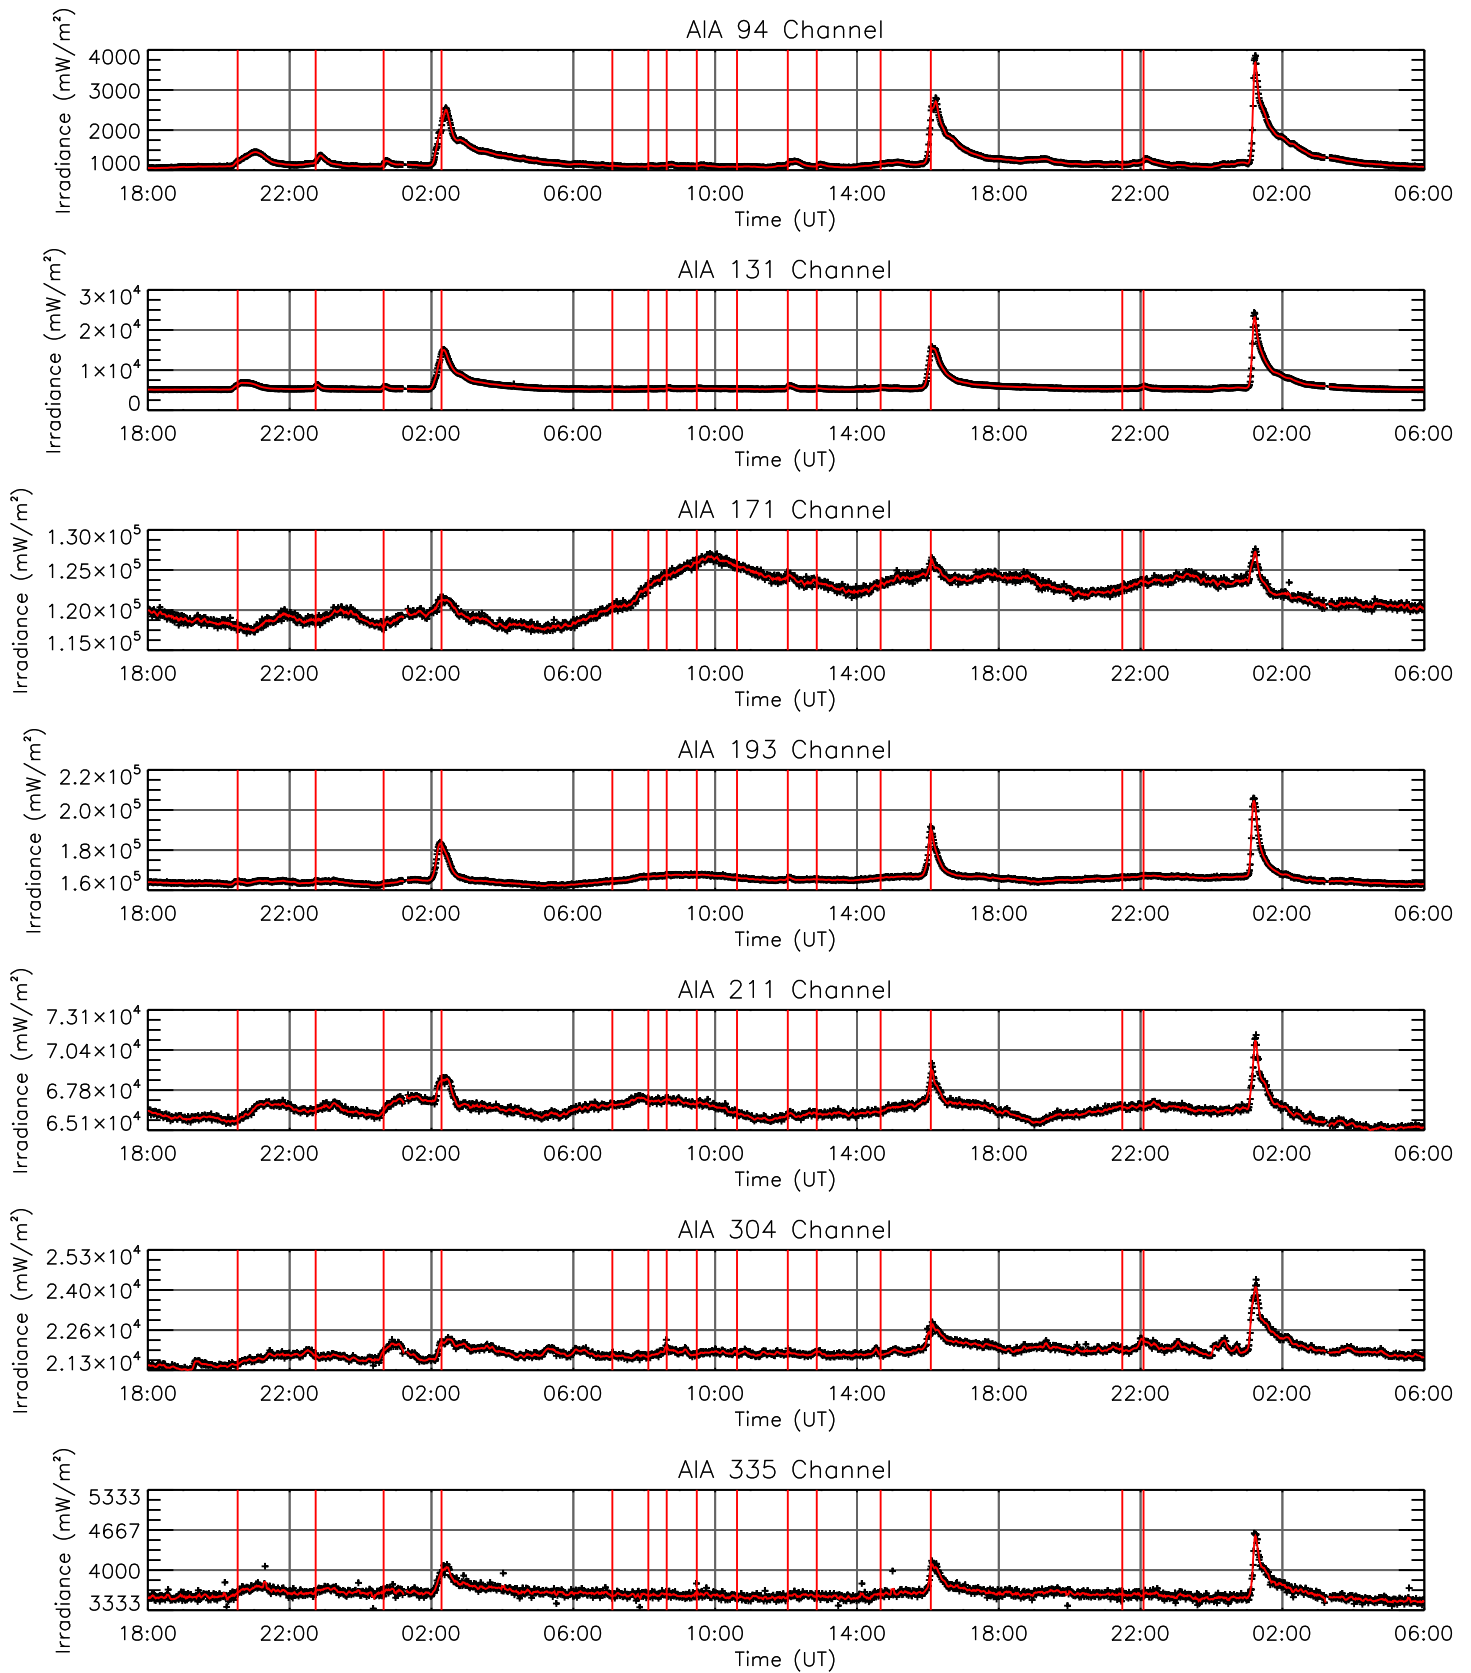 AIA 94 Channel
Irradiance (mW/m²)
4000
3000
2000
1000
18:00 22:00 02:00 06:00 10:00 14:00 18:00 22:00 02:00 06:00
Time (UT)
AIA 131 Channel
Irradiance (mW/m²)
3×10⁴
2×10⁴
1×10⁴
0
18:00 22:00 02:00 06:00 10:00 14:00 18:00 22:00 02:00 06:00
Time (UT)
AIA 171 Channel
Irradiance (mW/m²)
1.30×10⁵
1.25×10⁵
1.20×10⁵
1.15×10⁵
18:00 22:00 02:00 06:00 10:00 14:00 18:00 22:00 02:00 06:00
Time (UT)
AIA 193 Channel
Irradiance (mW/m²)
2.2×10⁵
2.0×10⁵
1.8×10⁵
1.6×10⁵
18:00 22:00 02:00 06:00 10:00 14:00 18:00 22:00 02:00 06:00
Time (UT)
AIA 211 Channel
Irradiance (mW/m²)
7.31×10⁴
7.04×10⁴
6.78×10⁴
6.51×10⁴
18:00 22:00 02:00 06:00 10:00 14:00 18:00 22:00 02:00 06:00
Time (UT)
AIA 304 Channel
Irradiance (mW/m²)
2.53×10⁴
2.40×10⁴
2.26×10⁴
2.13×10⁴
18:00 22:00 02:00 06:00 10:00 14:00 18:00 22:00 02:00 06:00
Time (UT)
AIA 335 Channel
Irradiance (mW/m²)
5333
4667
4000
3333
18:00 22:00 02:00 06:00 10:00 14:00 18:00 22:00 02:00 06:00
Time (UT)